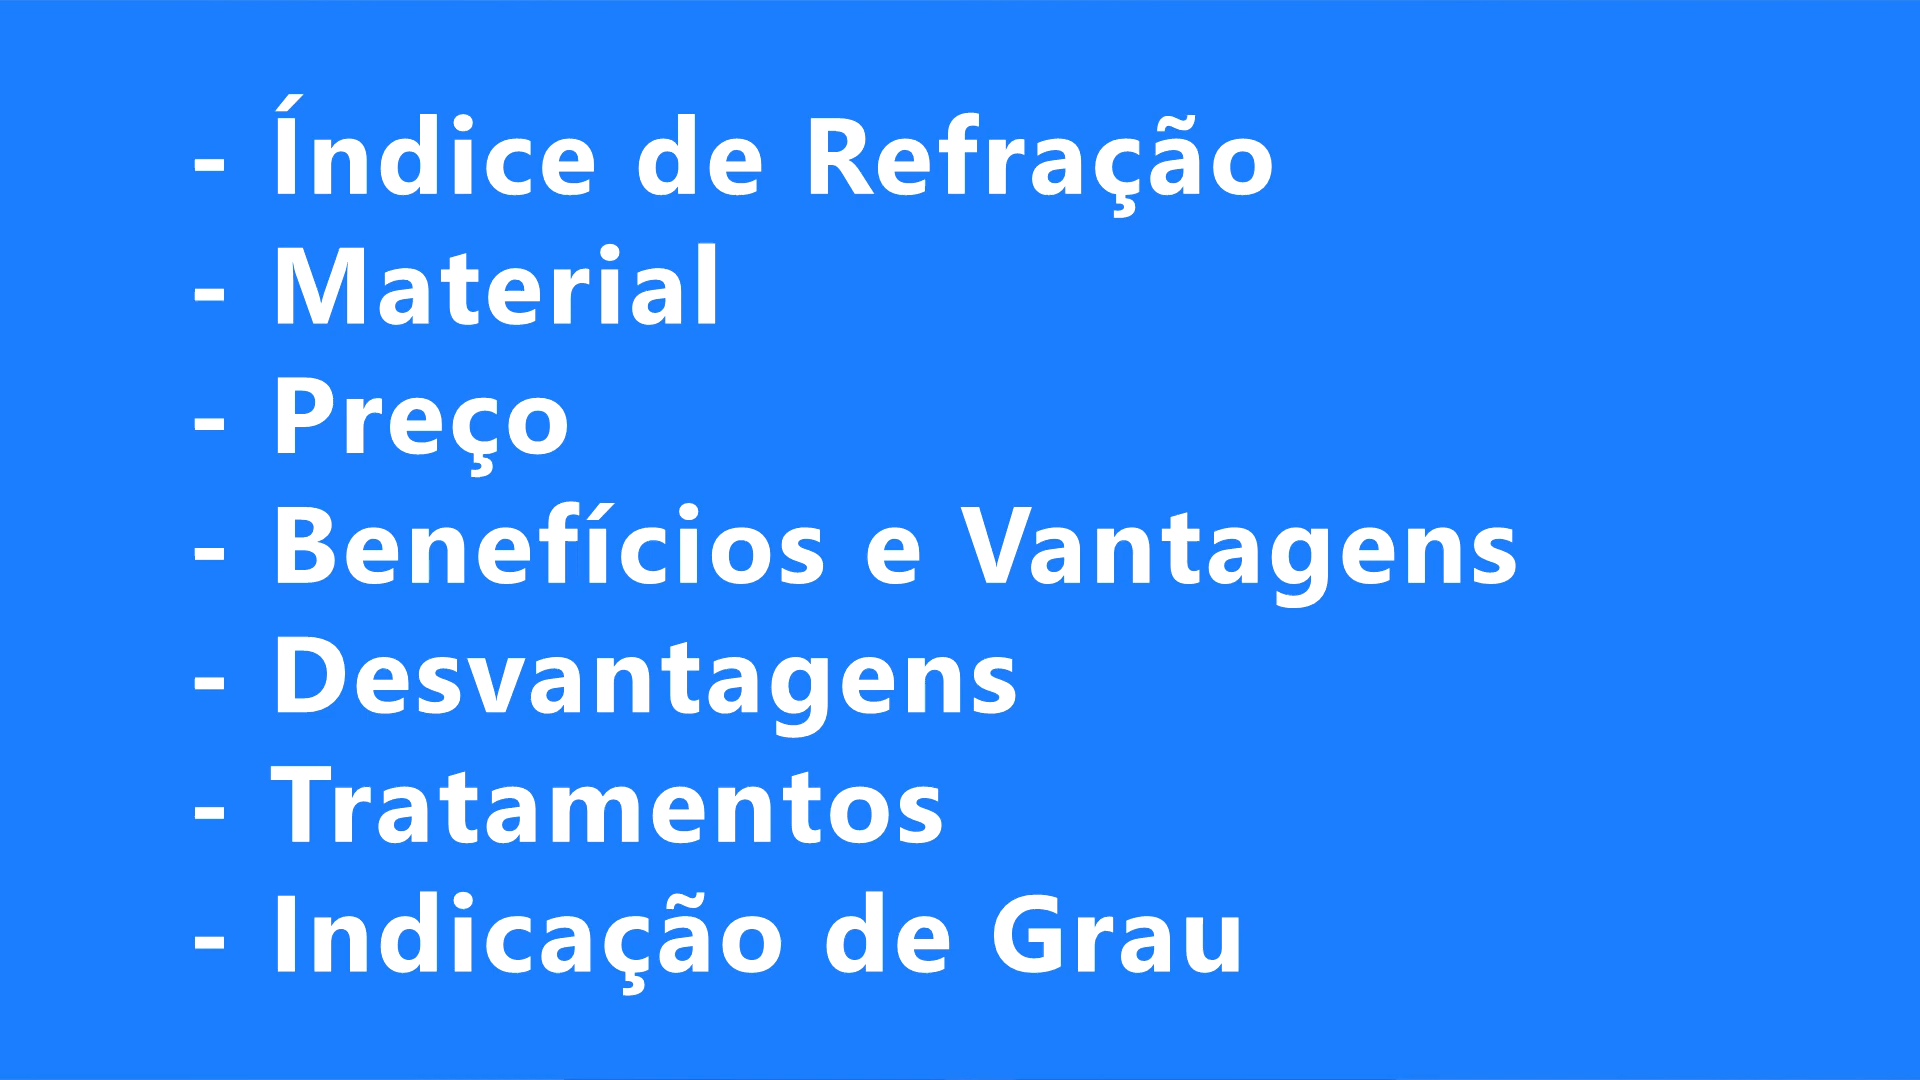 - Índice de Refração
- Material
- Preço
- Benefícios e Vantagens
- Desvantagens
- Tratamentos
- Indicação de Grau